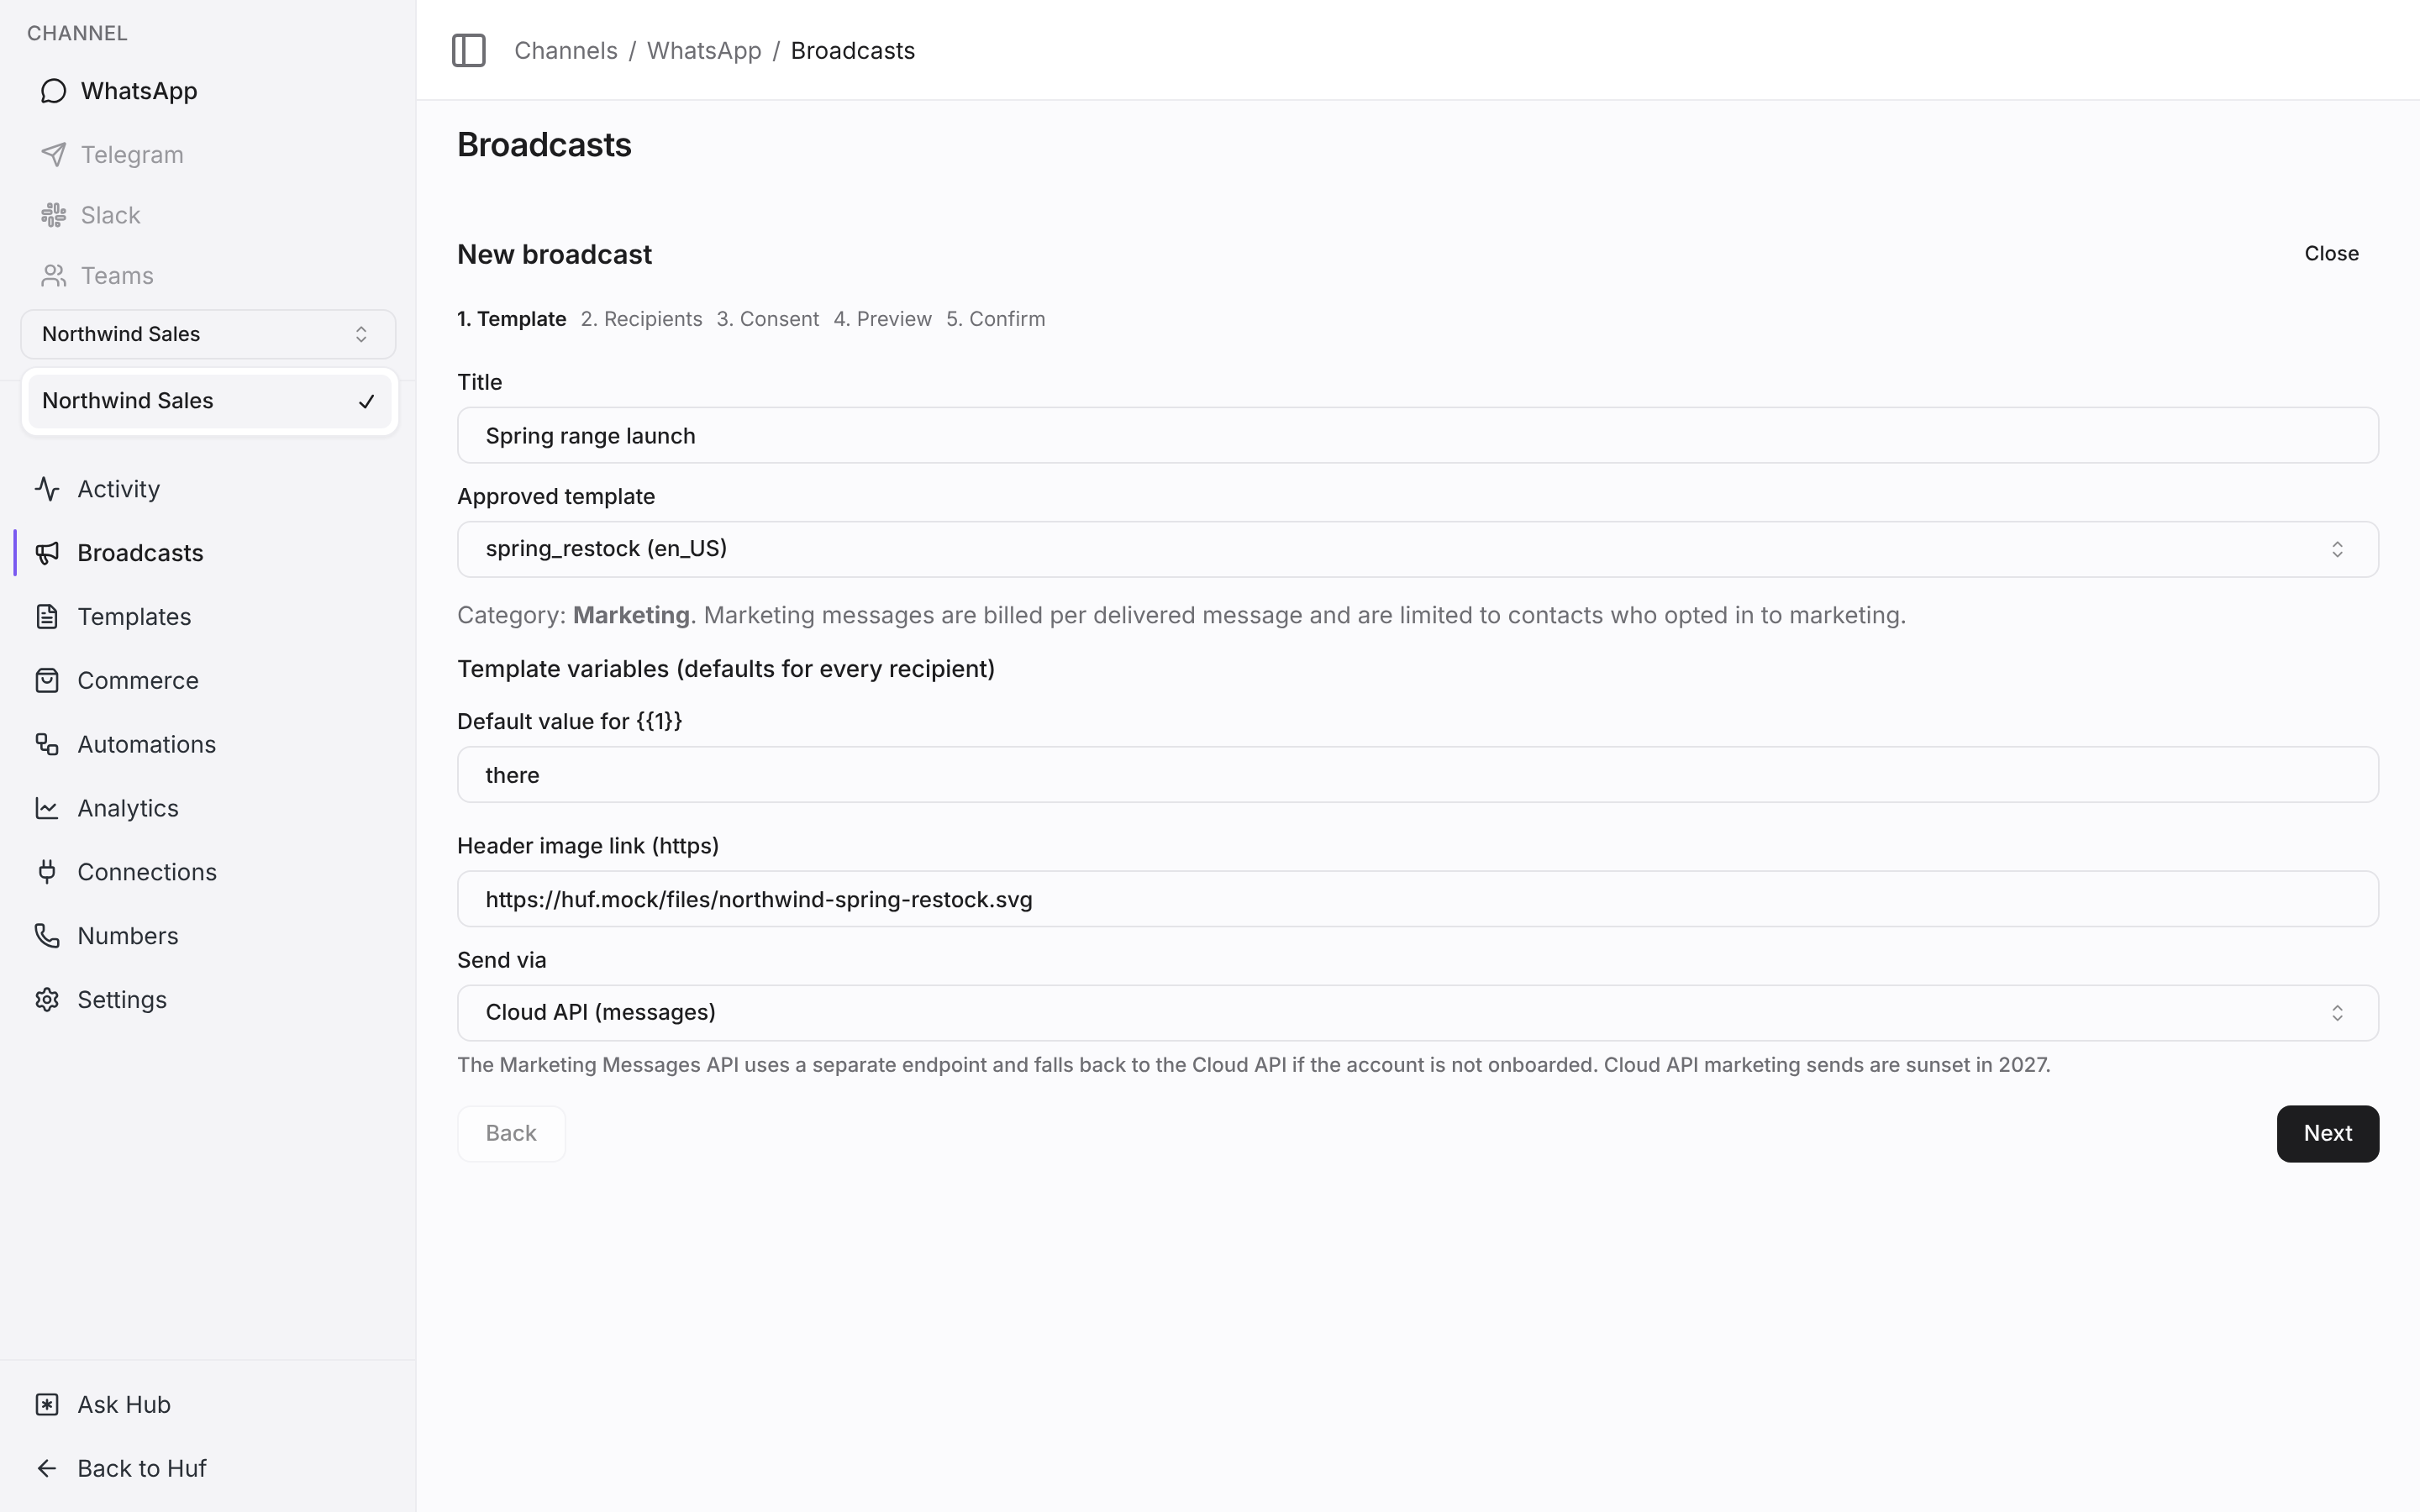 CHANNEL
WhatsApp
Telegram
Slack
Teams
Northwind Sales
Northwind Sales
Activity
Broadcasts
Templates
Commerce
Automations
Analytics
Connections
Numbers
Settings
Ask Hub
Back to Huf
Channels / WhatsApp / Broadcasts
Broadcasts
New broadcast
Close
1. Template 2. Recipients 3. Consent 4. Preview 5. Confirm
Title
Spring range launch
Approved template
spring_restock (en_US)
Category: Marketing. Marketing messages are billed per delivered message and are limited to contacts who opted in to marketing.
Template variables (defaults for every recipient)
Default value for {{1}}
there
Header image link (https)
https://huf.mock/files/northwind-spring-restock.svg
Send via
Cloud API (messages)
The Marketing Messages API uses a separate endpoint and falls back to the Cloud API if the account is not onboarded. Cloud API marketing sends are sunset in 2027.
Back
Next